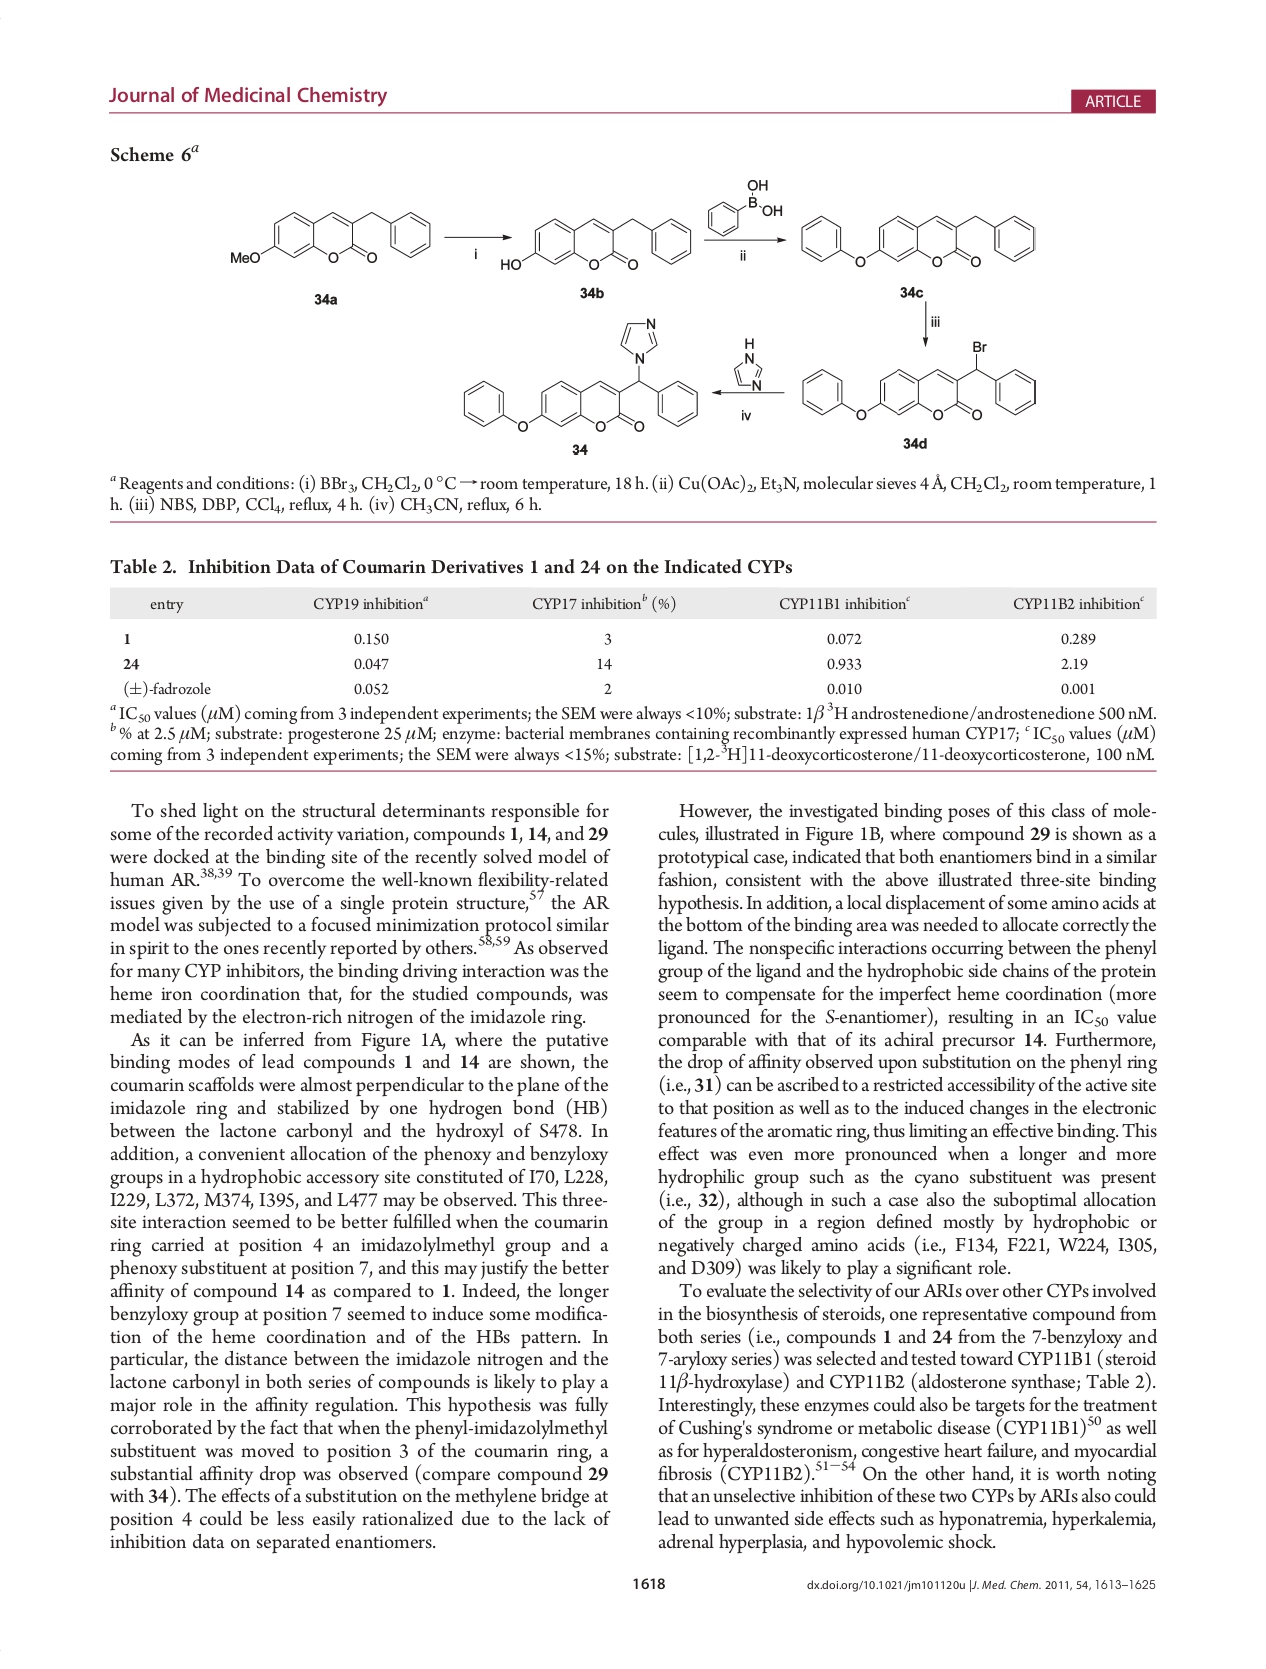 Journal of Medicinal Chemistry
ARTICLE
Scheme 6a
OH
B
OH
MeO O O
i
HO O O
ii
O O O
34a
34b
34c
iii
N
N
H
N
N
Br
O O O
iv
O O O
34
34d
a Reagents and conditions: (i) BBr3, CH2Cl2, 0 °C → room temperature, 18 h. (ii) Cu(OAc)2, Et3N, molecular sieves 4 Å, CH2Cl2, room temperature, 1
h. (iii) NBS, DBP, CCl4, reflux, 4 h. (iv) CH3CN, reflux, 6 h.
Table 2. Inhibition Data of Coumarin Derivatives 1 and 24 on the Indicated CYPs
entry CYP19 inhibitiona CYP17 inhibitionb (%) CYP11B1 inhibitionc CYP11B2 inhibitionc
1 0.150 3 0.072 0.289
24 0.047 14 0.933 2.19
(±)-fadrozole 0.052 2 0.010 0.001
a IC50 values (μM) coming from 3 independent experiments; the SEM were always <10%; substrate: 1β 3H androstenedione/androstenedione 500 nM.
b % at 2.5 μM; substrate: progesterone 25 μM; enzyme: bacterial membranes containing recombinantly expressed human CYP17; c IC50 values (μM)
coming from 3 independent experiments; the SEM were always <15%; substrate: [1,2-3H]11-deoxycorticosterone/11-deoxycorticosterone, 100 nM.
To shed light on the structural determinants responsible for
some of the recorded activity variation, compounds 1, 14, and 29
were docked at the binding site of the recently solved model of
human AR.38,39 To overcome the well-known flexibility-related
issues given by the use of a single protein structure,57 the AR
model was subjected to a focused minimization protocol similar
in spirit to the ones recently reported by others.58,59 As observed
for many CYP inhibitors, the binding driving interaction was the
heme iron coordination that, for the studied compounds, was
mediated by the electron-rich nitrogen of the imidazole ring.
As it can be inferred from Figure 1A, where the putative
binding modes of lead compounds 1 and 14 are shown, the
coumarin scaffolds were almost perpendicular to the plane of the
imidazole ring and stabilized by one hydrogen bond (HB)
between the lactone carbonyl and the hydroxyl of S478. In
addition, a convenient allocation of the phenoxy and benzyloxy
groups in a hydrophobic accessory site constituted of I70, L228,
I229, L372, M374, I395, and L477 may be observed. This three-
site interaction seemed to be better fulfilled when the coumarin
ring carried at position 4 an imidazolylmethyl group and a
phenoxy substituent at position 7, and this may justify the better
affinity of compound 14 as compared to 1. Indeed, the longer
benzyloxy group at position 7 seemed to induce some modifica-
tion of the heme coordination and of the HBs pattern. In
particular, the distance between the imidazole nitrogen and the
lactone carbonyl in both series of compounds is likely to play a
major role in the affinity regulation. This hypothesis was fully
corroborated by the fact that when the phenyl-imidazolylmethyl
substituent was moved to position 3 of the coumarin ring, a
substantial affinity drop was observed (compare compound 29
with 34). The effects of a substitution on the methylene bridge at
position 4 could be less easily rationalized due to the lack of
inhibition data on separated enantiomers.
However, the investigated binding poses of this class of mole-
cules, illustrated in Figure 1B, where compound 29 is shown as a
prototypical case, indicated that both enantiomers bind in a similar
fashion, consistent with the above illustrated three-site binding
hypothesis. In addition, a local displacement of some amino acids at
the bottom of the binding area was needed to allocate correctly the
ligand. The nonspecific interactions occurring between the phenyl
group of the ligand and the hydrophobic side chains of the protein
seem to compensate for the imperfect heme coordination (more
pronounced for the S-enantiomer), resulting in an IC50 value
comparable with that of its achiral precursor 14. Furthermore,
the drop of affinity observed upon substitution on the phenyl ring
(i.e., 31) can be ascribed to a restricted accessibility of the active site
to that position as well as to the induced changes in the electronic
features of the aromatic ring, thus limiting an effective binding. This
effect was even more pronounced when a longer and more
hydrophilic group such as the cyano substituent was present
(i.e., 32), although in such a case also the suboptimal allocation
of the group in a region defined mostly by hydrophobic or
negatively charged amino acids (i.e., F134, F221, W224, I305,
and D309) was likely to play a significant role.
To evaluate the selectivity of our ARIs over other CYPs involved
in the biosynthesis of steroids, one representative compound from
both series (i.e., compounds 1 and 24 from the 7-benzyloxy and
7-aryloxy series) was selected and tested toward CYP11B1 (steroid
11β-hydroxylase) and CYP11B2 (aldosterone synthase; Table 2).
Interestingly, these enzymes could also be targets for the treatment
of Cushing's syndrome or metabolic disease (CYP11B1)50 as well
as for hyperaldosteronism, congestive heart failure, and myocardial
fibrosis (CYP11B2).51−54 On the other hand, it is worth noting
that an unselective inhibition of these two CYPs by ARIs also could
lead to unwanted side effects such as hyponatremia, hyperkalemia,
adrenal hyperplasia, and hypovolemic shock.
1618
dx.doi.org/10.1021/jm101120u |J. Med. Chem. 2011, 54, 1613–1625